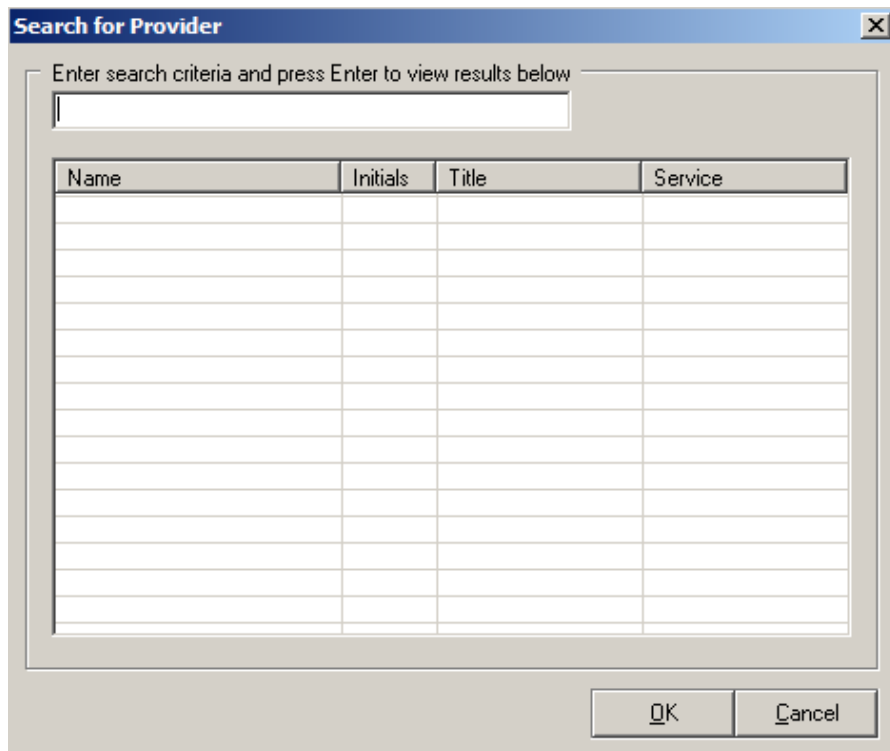 Search for Provider
Enter search criteria and press Enter to view results below
Name Initials Title Service
OK Cancel